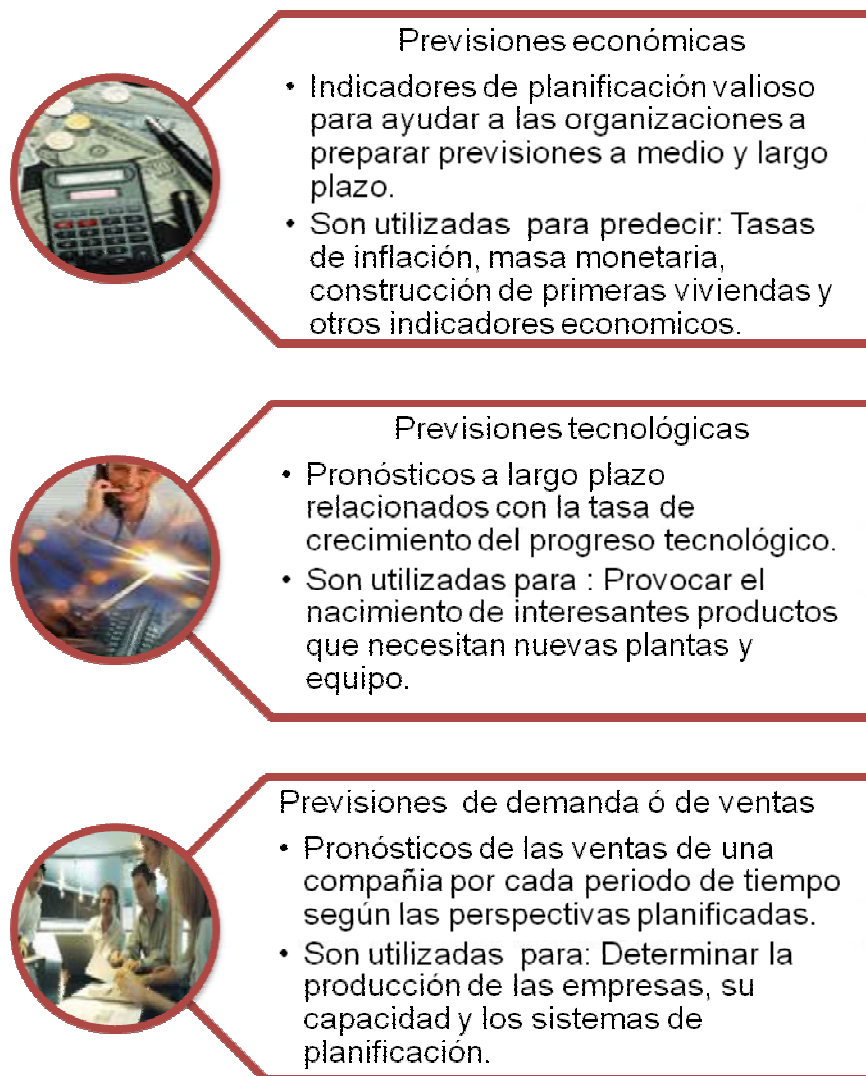 Previsiones económicas
• Indicadores de planificación valioso
para ayudar a las organizaciones a
preparar previsiones a medio y largo
plazo.
• Son utilizadas para predecir: Tasas
de inflación, masa monetaria,
construcción de primeras viviendas y
otros indicadores economicos.
Previsiones tecnológicas
• Pronósticos a largo plazo
relacionados con la tasa de
crecimiento del progreso tecnológico.
• Son utilizadas para : Provocar el
nacimiento de interesantes productos
que necesitan nuevas plantas y
equipo.
Previsiones de demanda ó de ventas
• Pronósticos de las ventas de una
compañia por cada periodo de tiempo
según las perspectivas planificadas.
• Son utilizadas para: Determinar la
producción de las empresas, su
capacidad y los sistemas de
planificación.